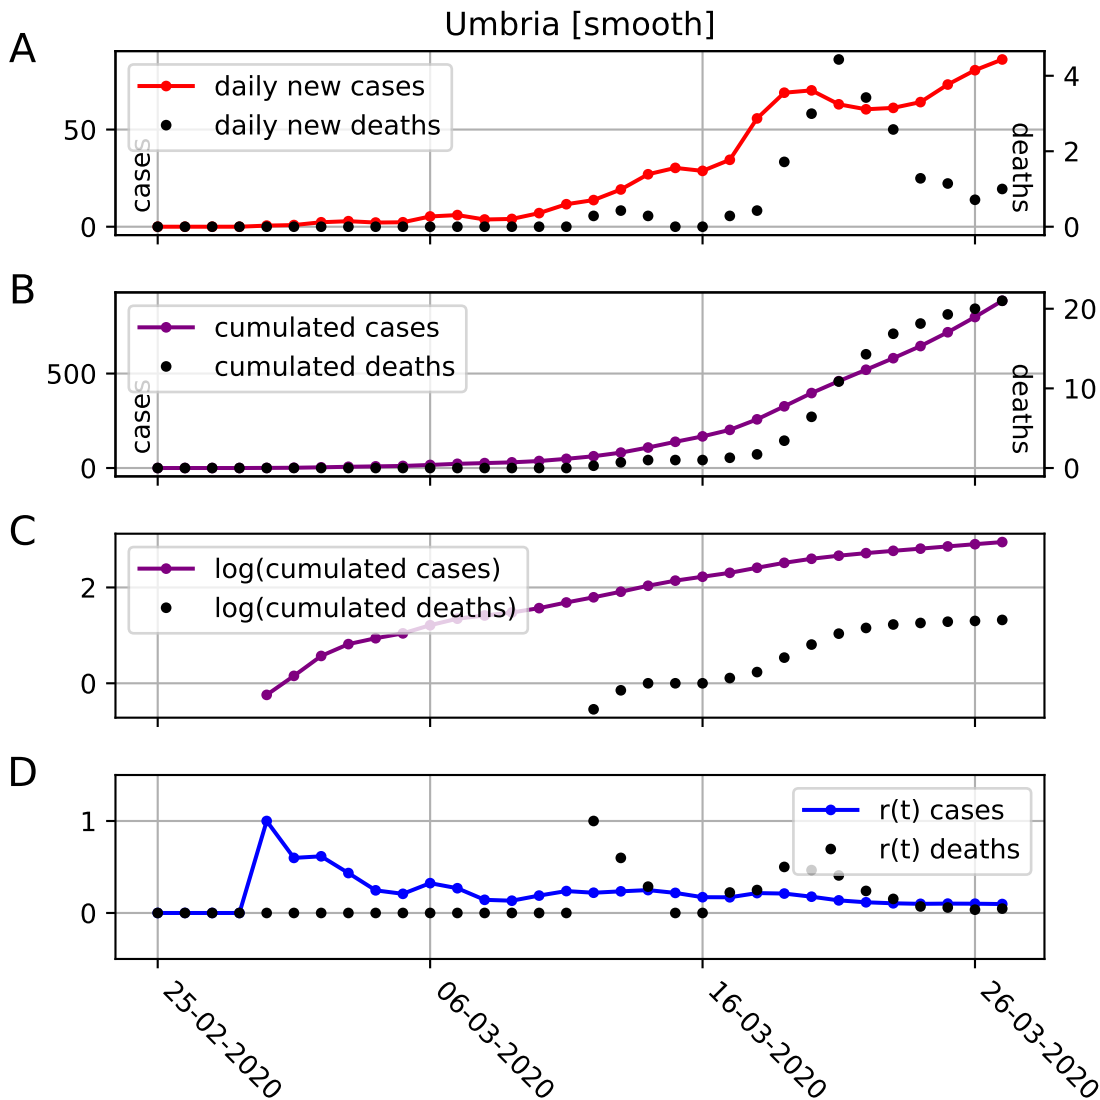 Umbria [smooth]
A
daily new cases
daily new deaths
50
0
cases
4
2
0
deaths
B
cumulated cases
cumulated deaths
500
0
cases
20
10
0
deaths
C
log(cumulated cases)
log(cumulated deaths)
2
0
D
r(t) cases
r(t) deaths
1
0
25-02-2020
06-03-2020
16-03-2020
26-03-2020